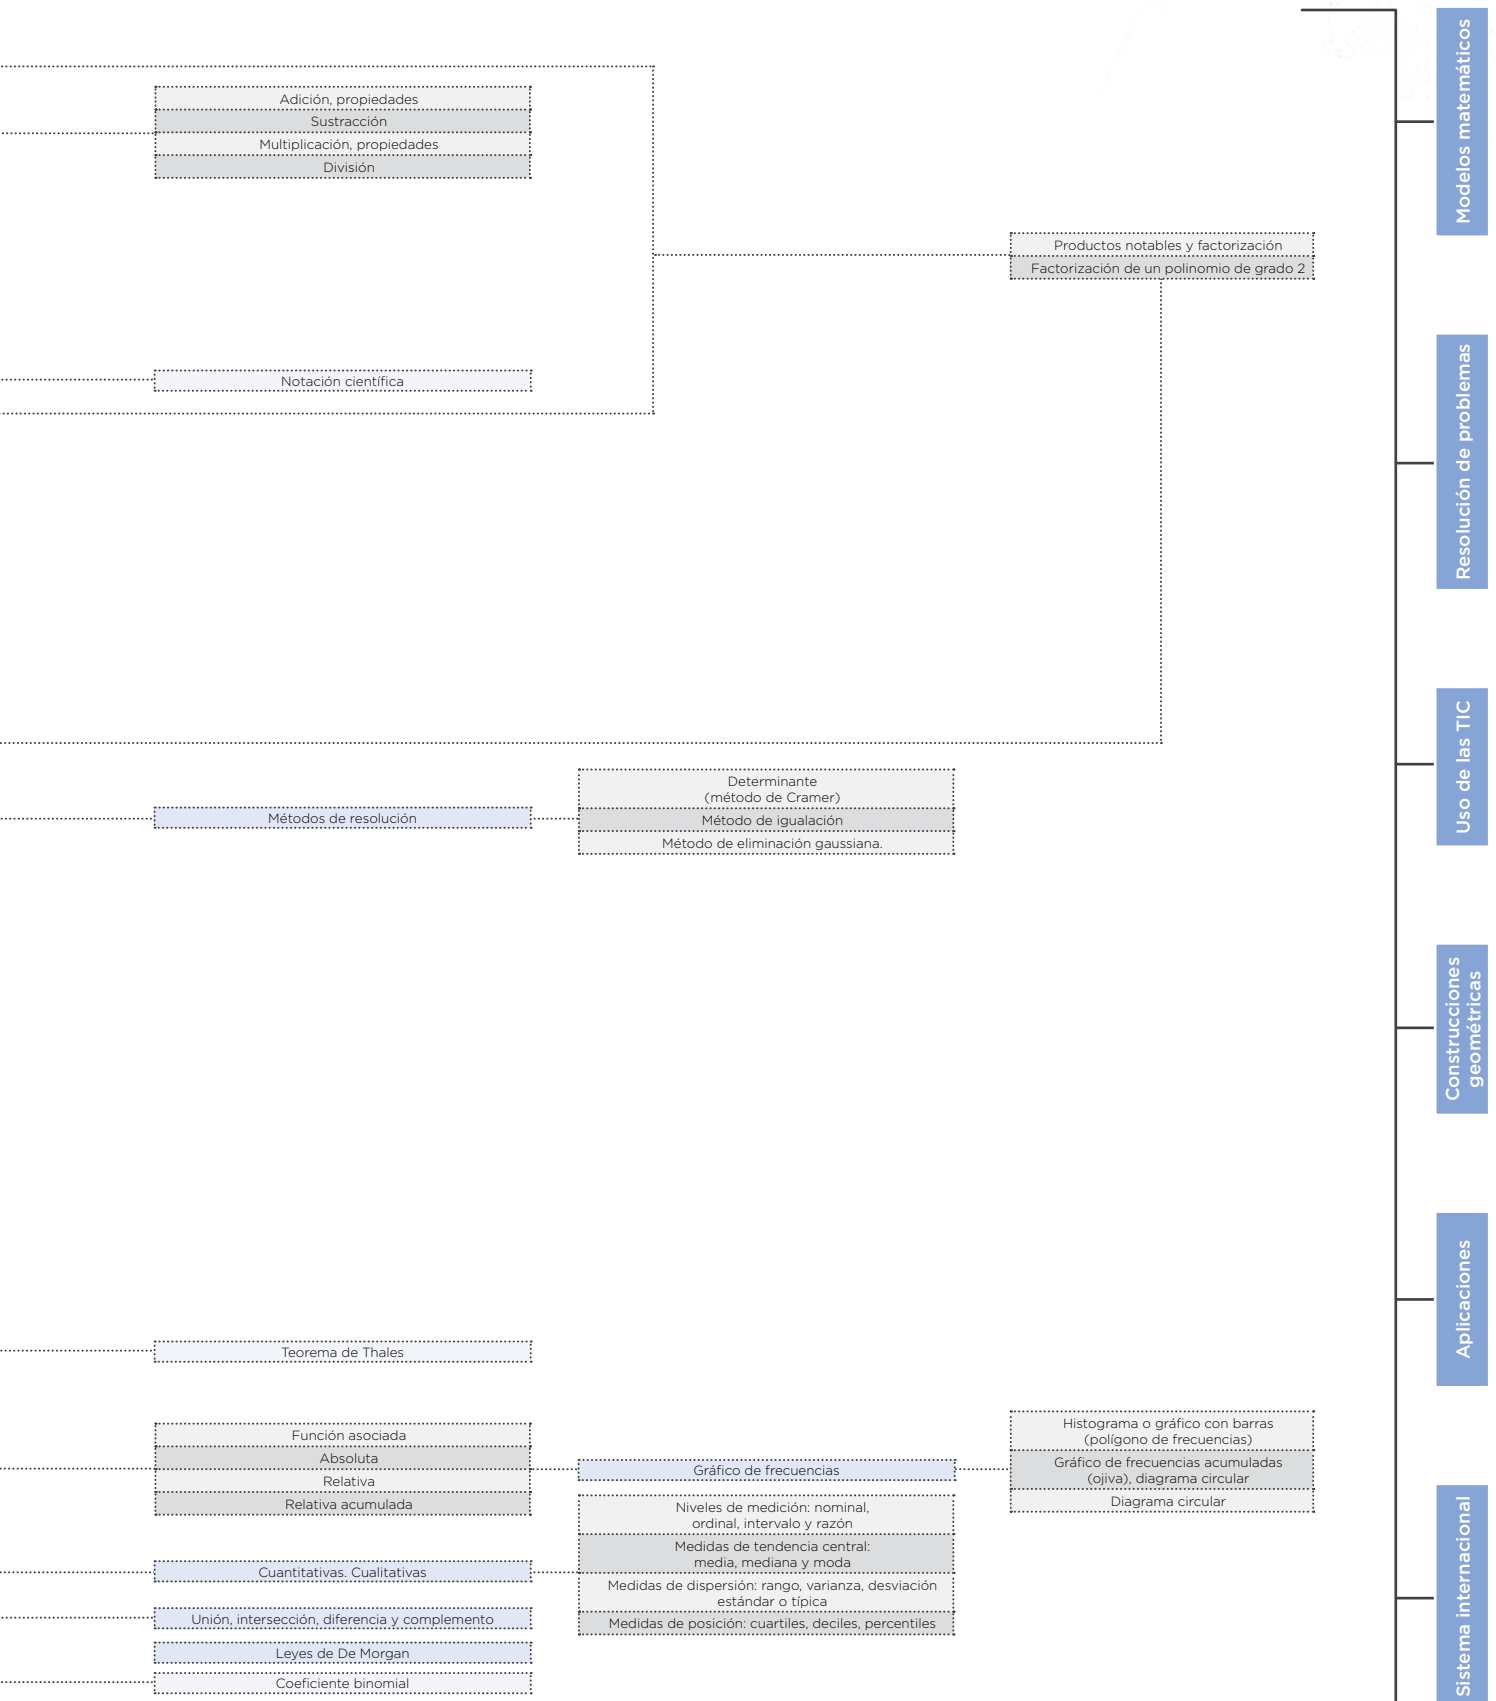 Adición, propiedades
Sustracción
Multiplicación, propiedades
División
Productos notables y factorización
Factorización de un polinomio de grado 2
Notación científica
Determinante
(método de Cramer)
Método de igualación
Método de eliminación gaussiana.
Métodos de resolución
Teorema de Thales
Función asociada
Absoluta
Relativa
Relativa acumulada
Gráfico de frecuencias
Histograma o gráfico con barras
(polígono de frecuencias)
Gráfico de frecuencias acumuladas
(ojiva), diagrama circular
Diagrama circular
Niveles de medición: nominal,
ordinal, intervalo y razón
Medidas de tendencia central:
media, mediana y moda
Medidas de dispersión: rango, varianza, desviación
estándar o típica
Medidas de posición: cuartiles, deciles, percentiles
Cuantitativas. Cualitativas
Unión, intersección, diferencia y complemento
Leyes de De Morgan
Coeficiente binomial
Modelos matemáticos
Resolución de problemas
Uso de las TIC
Construcciones
geométricas
Aplicaciones
Sistema internacional